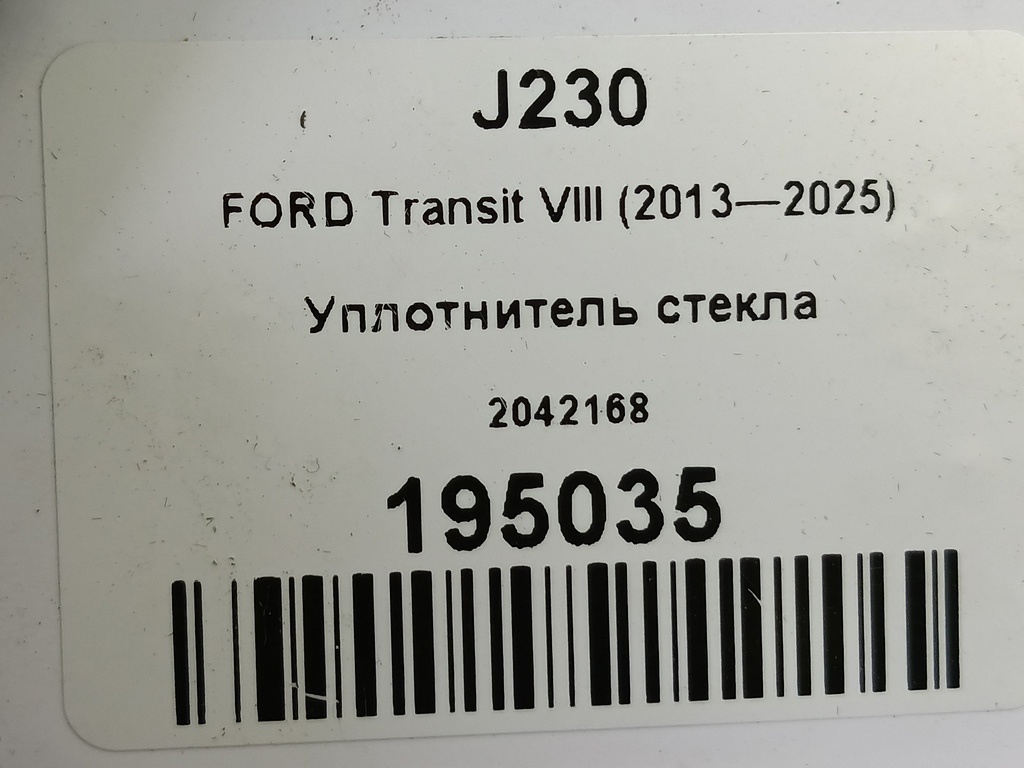 J230
FORD Transit VIII (2013—2025)
Уплотнитель стекла
2042168
195035